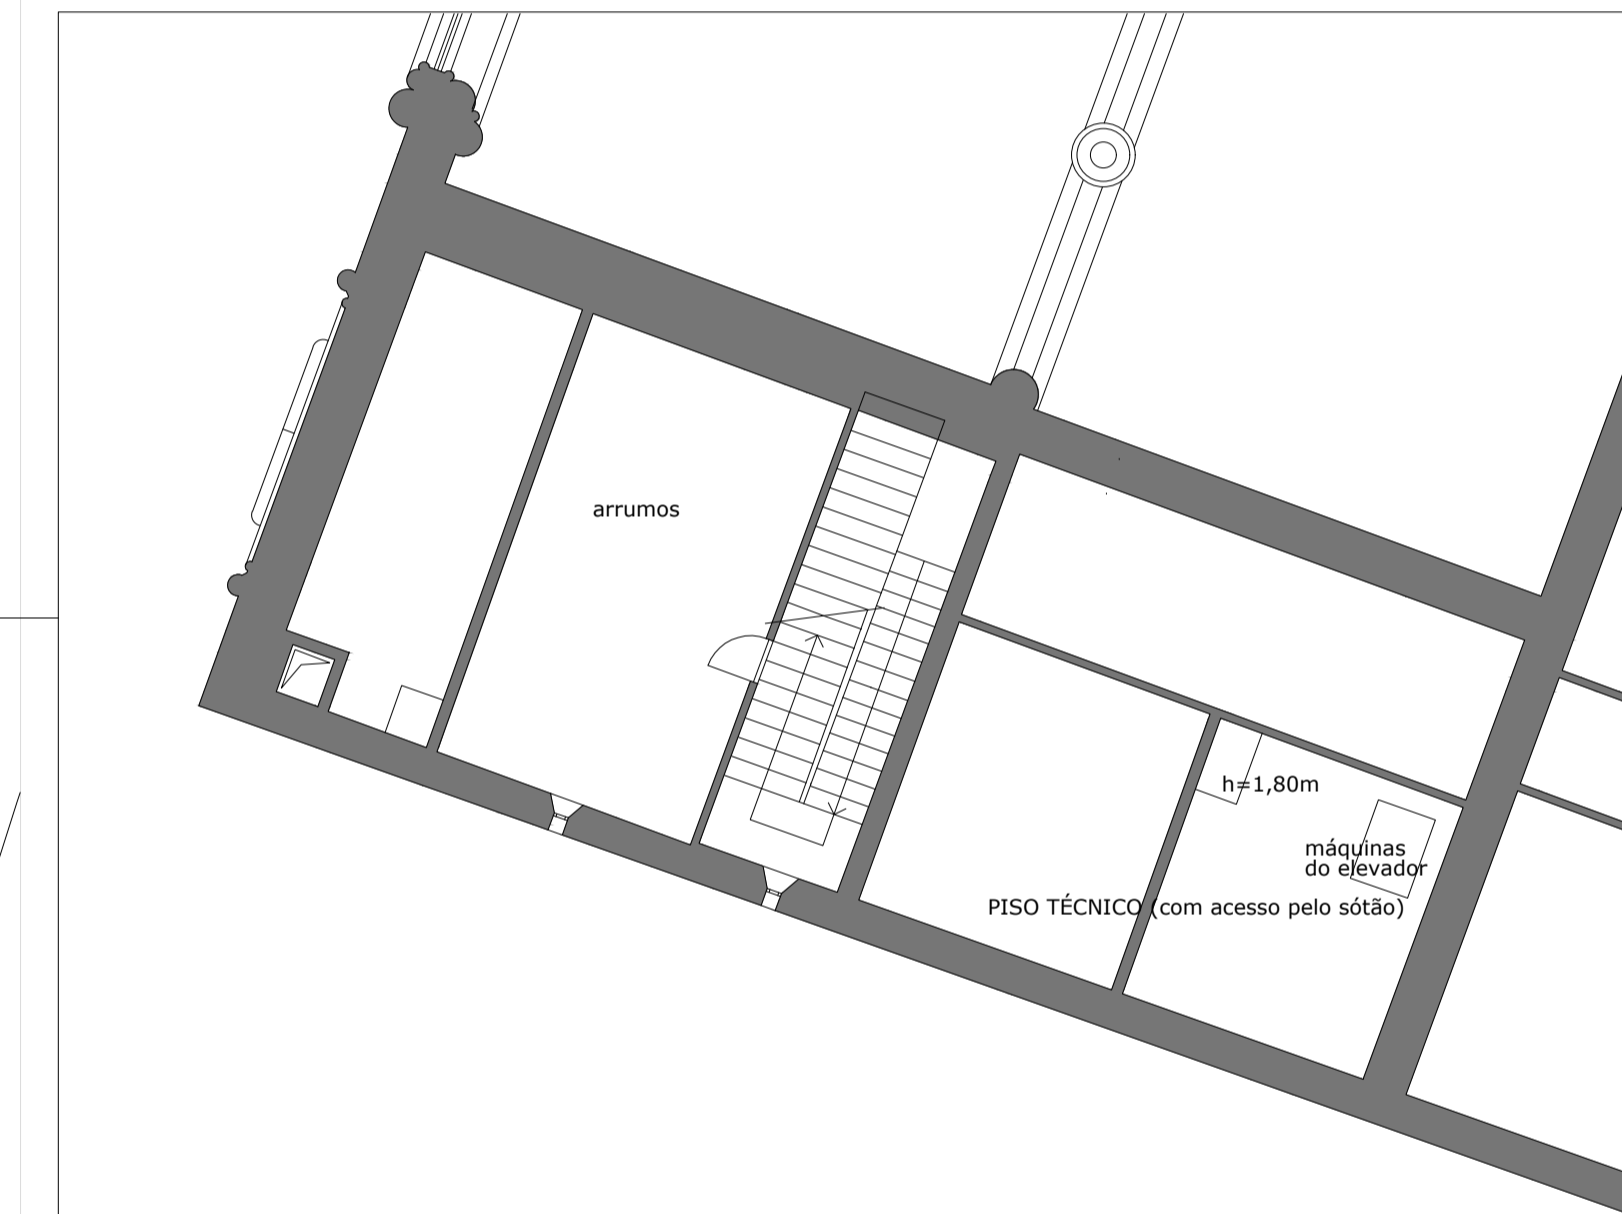 arrumos
h=1,80m
máquinas
do elevador
PISO TÉCNICO (com acesso pelo sótão)